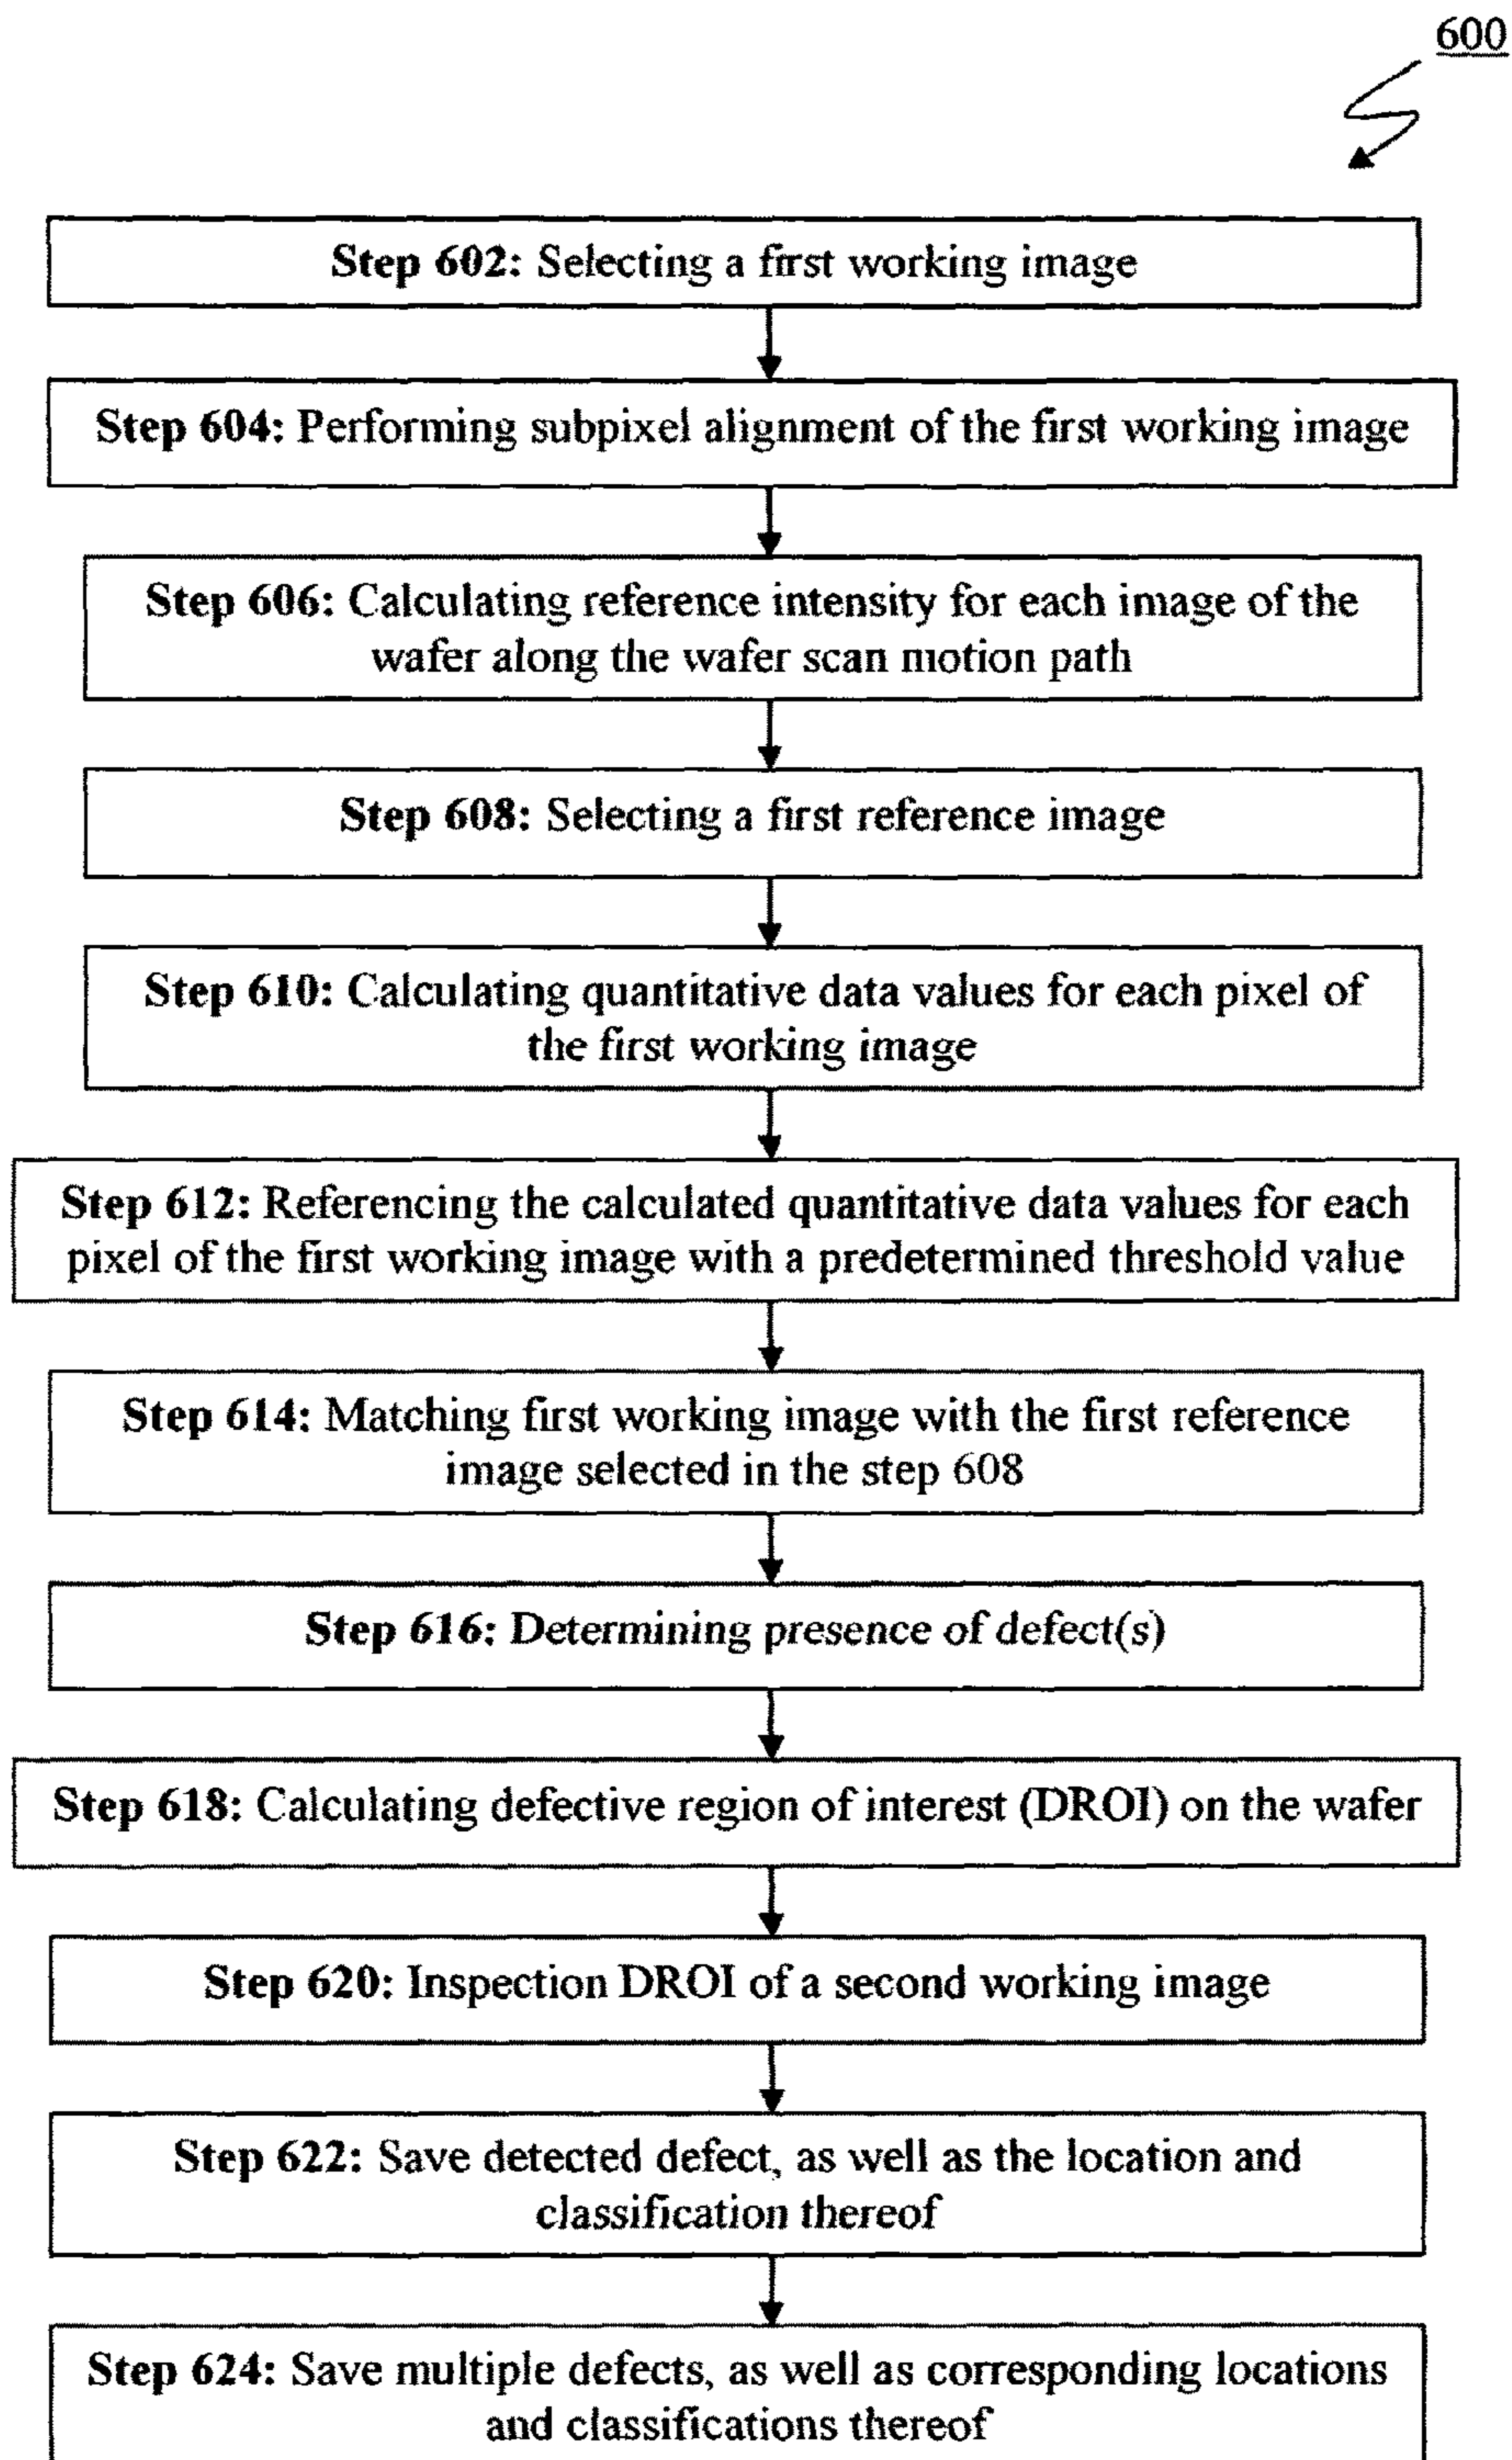 600
Step 602: Selecting a first working image
Step 604: Performing subpixel alignment of the first working image
Step 606: Calculating reference intensity for each image of the
wafer along the wafer scan motion path
Step 608: Selecting a first reference image
Step 610: Calculating quantitative data values for each pixel of
the first working image
Step 612: Referencing the calculated quantitative data values for each
pixel of the first working image with a predetermined threshold value
Step 614: Matching first working image with the first reference
image selected in the step 608
Step 616: Determining presence of defect(s)
Step 618: Calculating defective region of interest (DROI) on the wafer
Step 620: Inspection DROI of a second working image
Step 622: Save detected defect, as well as the location and
classification thereof
Step 624: Save multiple defects, as well as corresponding locations
and classifications thereof